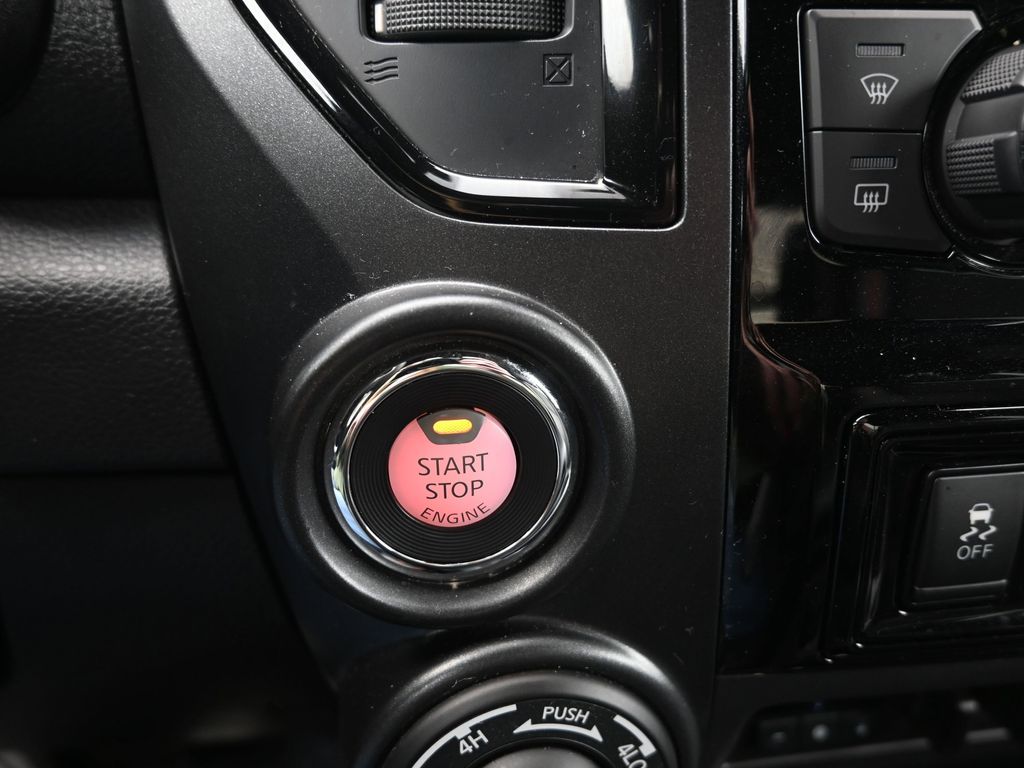 START
STOP
ENGINE
OFF
PUSH
4H
4LO